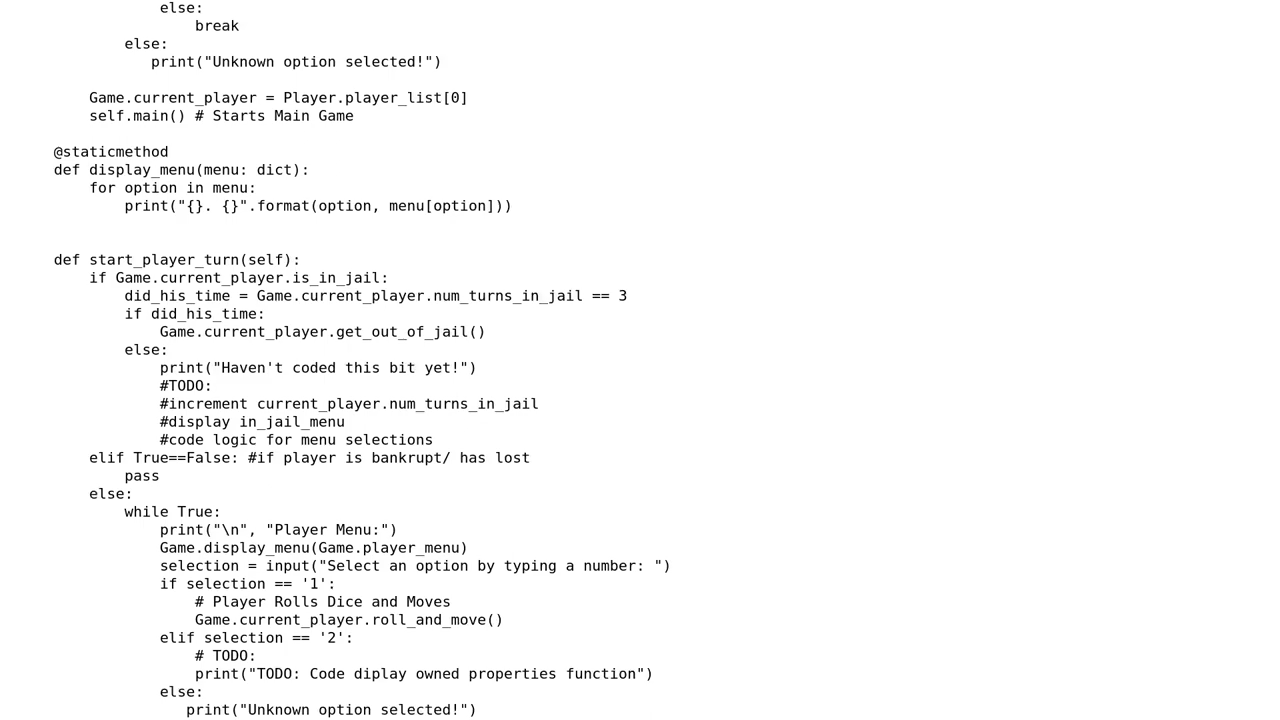 else:
                break
        else:
           print("Unknown option selected!")

    Game.current_player = Player.player_list[0]
    self.main() # Starts Main Game

@staticmethod
def display_menu(menu: dict):
    for option in menu:
        print("{}. {}".format(option, menu[option]))


def start_player_turn(self):
    if Game.current_player.is_in_jail:
        did_his_time = Game.current_player.num_turns_in_jail == 3
        if did_his_time:
            Game.current_player.get_out_of_jail()
        else:
            print("Haven't coded this bit yet!")
            #TODO:
            #increment current_player.num_turns_in_jail
            #display in_jail_menu
            #code logic for menu selections
    elif True==False: #if player is bankrupt/ has lost
        pass
    else:
        while True:
            print("\n", "Player Menu:")
            Game.display_menu(Game.player_menu)
            selection = input("Select an option by typing a number: ")
            if selection == '1':
                # Player Rolls Dice and Moves
                Game.current_player.roll_and_move()
            elif selection == '2':
                # TODO:
                print("TODO: Code diplay owned properties function")
            else:
               print("Unknown option selected!")